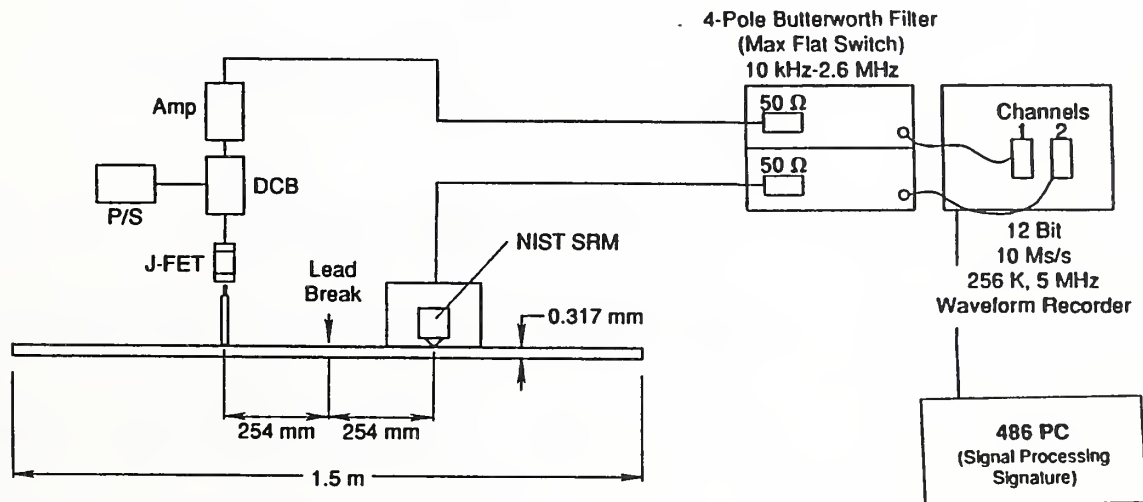 4-Pole Butterworth Filter
(Max Flat Switch)
10 kHz-2.6 MHz
Amp
50 Ω
Channels
1 2
50 Ω
DCB
P/S
J-FET
Lead
Break
NIST SRM
12 Bit
10 Ms/s
256 K, 5 MHz
Waveform Recorder
0.317 mm
254 mm
254 mm
1.5 m
486 PC
(Signal Processing
Signature)